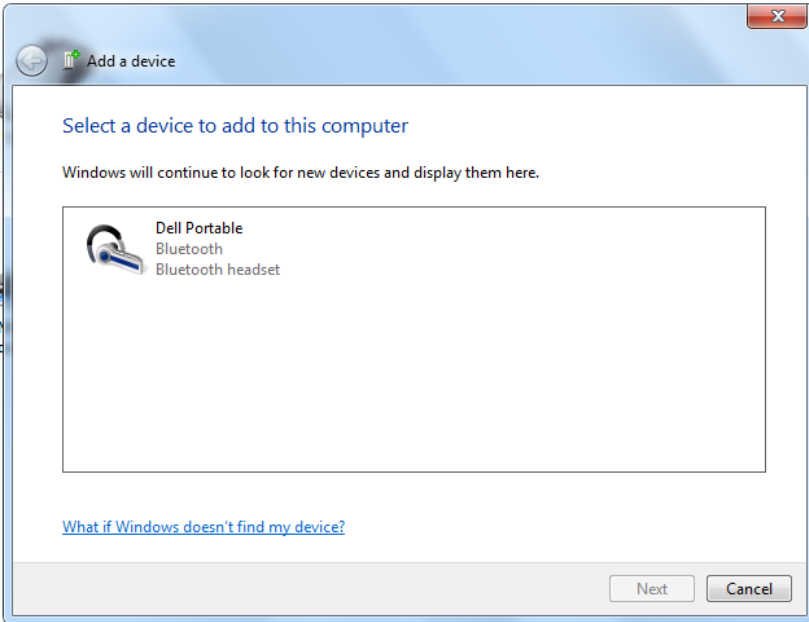 Add a device
Select a device to add to this computer
Windows will continue to look for new devices and display them here.
Dell Portable
Bluetooth
Bluetooth headset
What if Windows doesn't find my device?
Next
Cancel